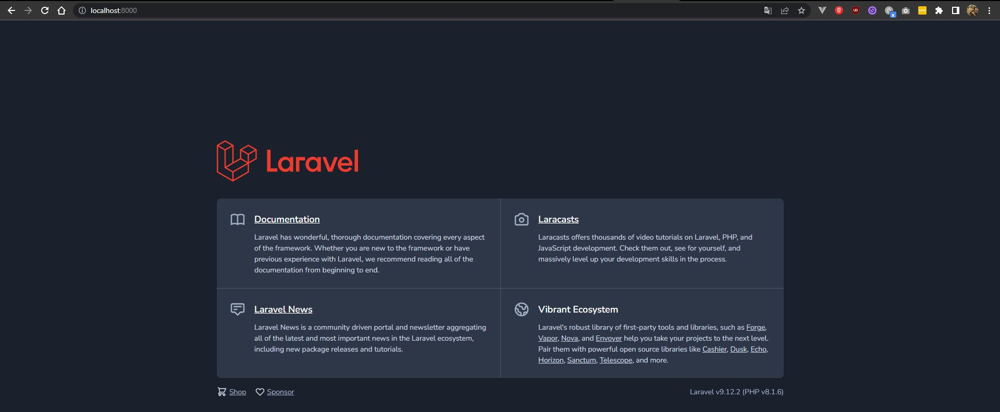 localhost:8000
Laravel
Documentation
Laravel has wonderful, thorough documentation covering every aspect
of the framework. Whether you are new to the framework or have
previous experience with Laravel, we recommend reading all of the
documentation from beginning to end.
Laracasts
Laracasts offers thousands of video tutorials on Laravel, PHP, and
JavaScript development. Check them out, see for yourself, and
massively level up your development skills in the process.
Laravel News
Laravel News is a community driven portal and newsletter aggregating
all of the latest and most important news in the Laravel ecosystem,
including new package releases and tutorials.
Vibrant Ecosystem
Laravel's robust library of first-party tools and libraries, such as Forge,
Vapor, Nova, and Envoyer help you take your projects to the next level.
Pair them with powerful open source libraries like Cashier, Dusk, Echo,
Horizon, Sanctum, Telescope, and more.
Shop
Sponsor
Laravel v9.12.2 (PHP v8.1.6)